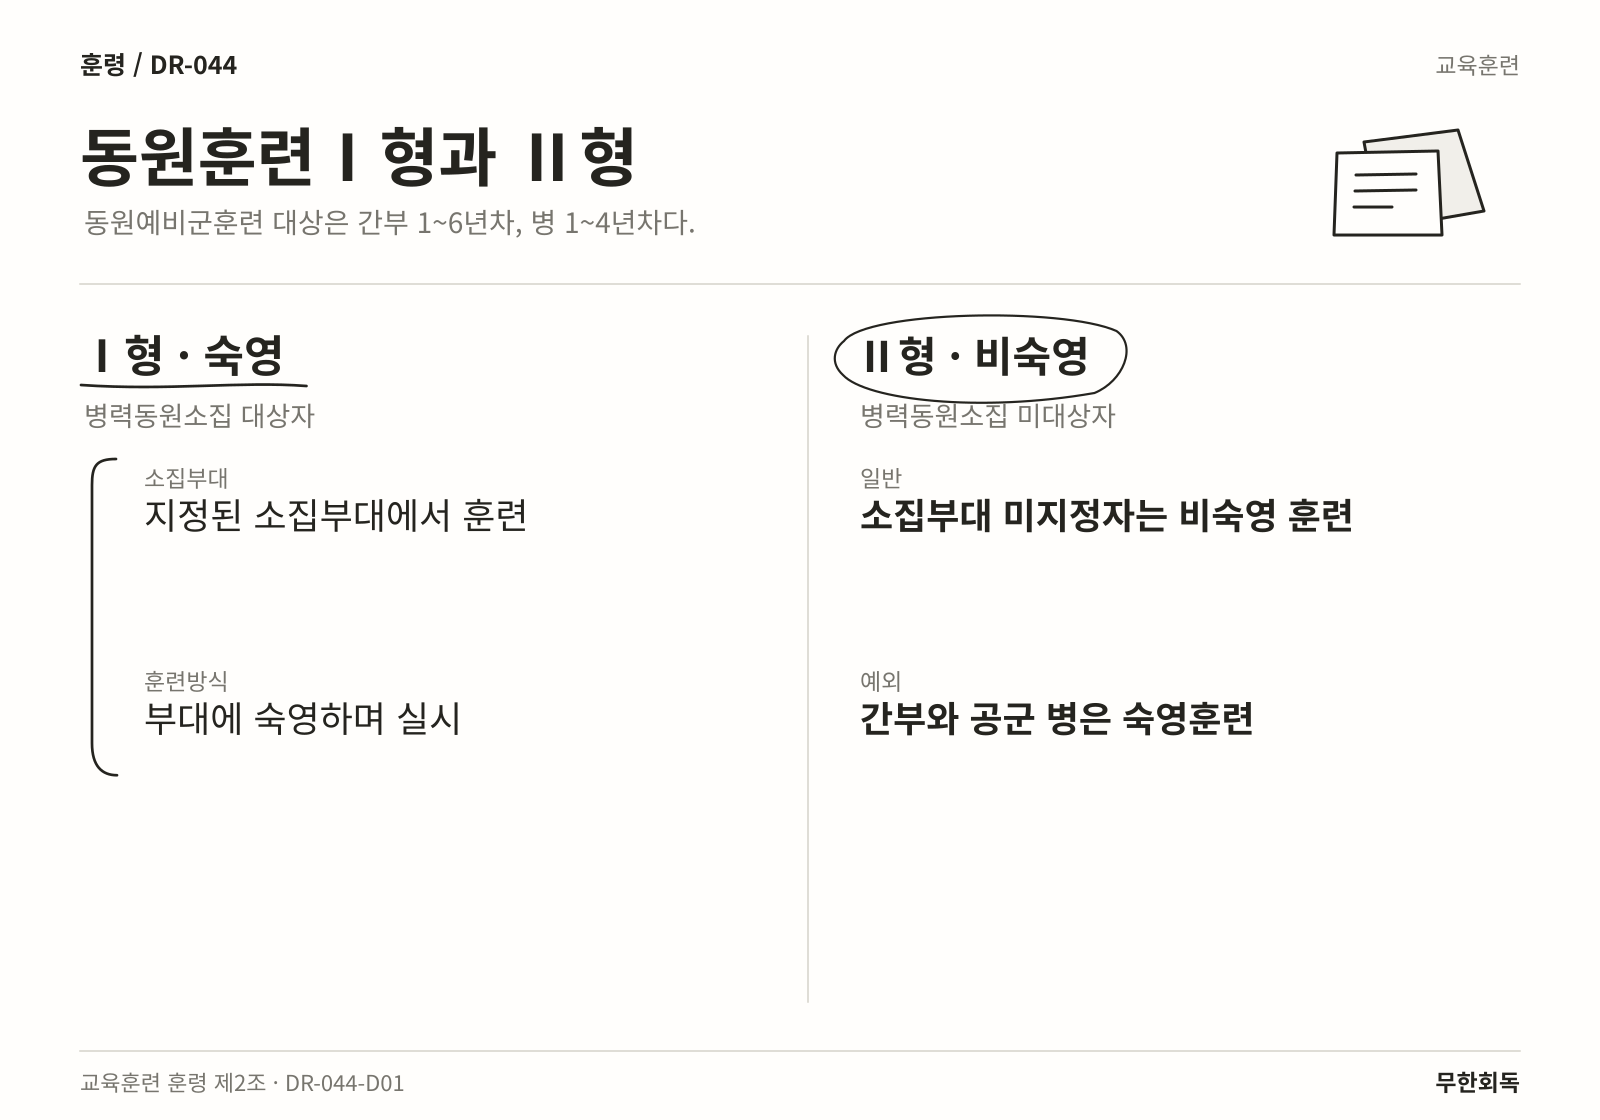 훈령 / DR-044
교육훈련
동원훈련Ⅰ형과 Ⅱ형
동원예비군훈련 대상은 간부 1~6년차, 병 1~4년차다.
Ⅰ형 · 숙영
병력동원소집 대상자
소집부대
지정된 소집부대에서 훈련
훈련방식
부대에 숙영하며 실시
Ⅱ형 · 비숙영
병력동원소집 미대상자
일반
소집부대 미지정자는 비숙영 훈련
예외
간부와 공군 병은 숙영훈련
교육훈련 훈령 제2조 · DR-044-D01
무한회독